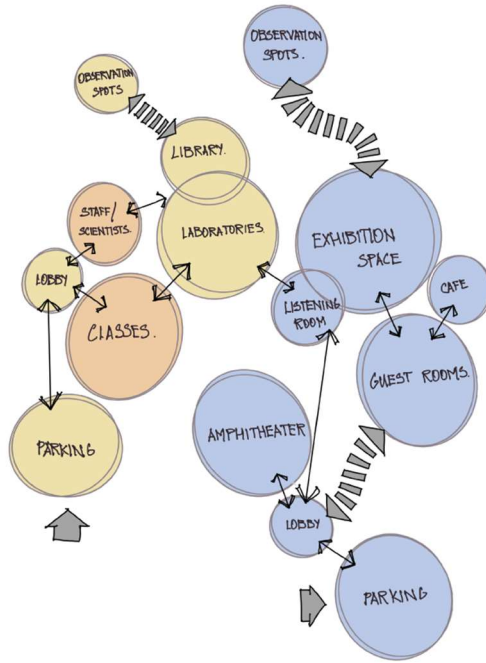 OBSERVATION
SPOTS
OBSERVATION
SPOTS.
LIBRARY.
STAFF/
SCIENTISTS.
LABORATORIES.
EXHIBITION
SPACE
LOBBY
CLASSES.
LISTENING
ROOM
CAFE
GUEST ROOMS.
AMPHITHEATER
PARKING
LOBBY
PARKING